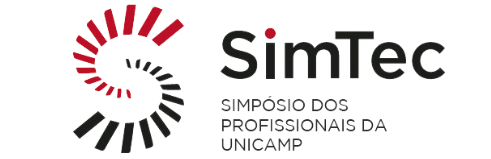 SimTec
SIMPÓSIO DOS
PROFISSIONAIS DA
UNICAMP